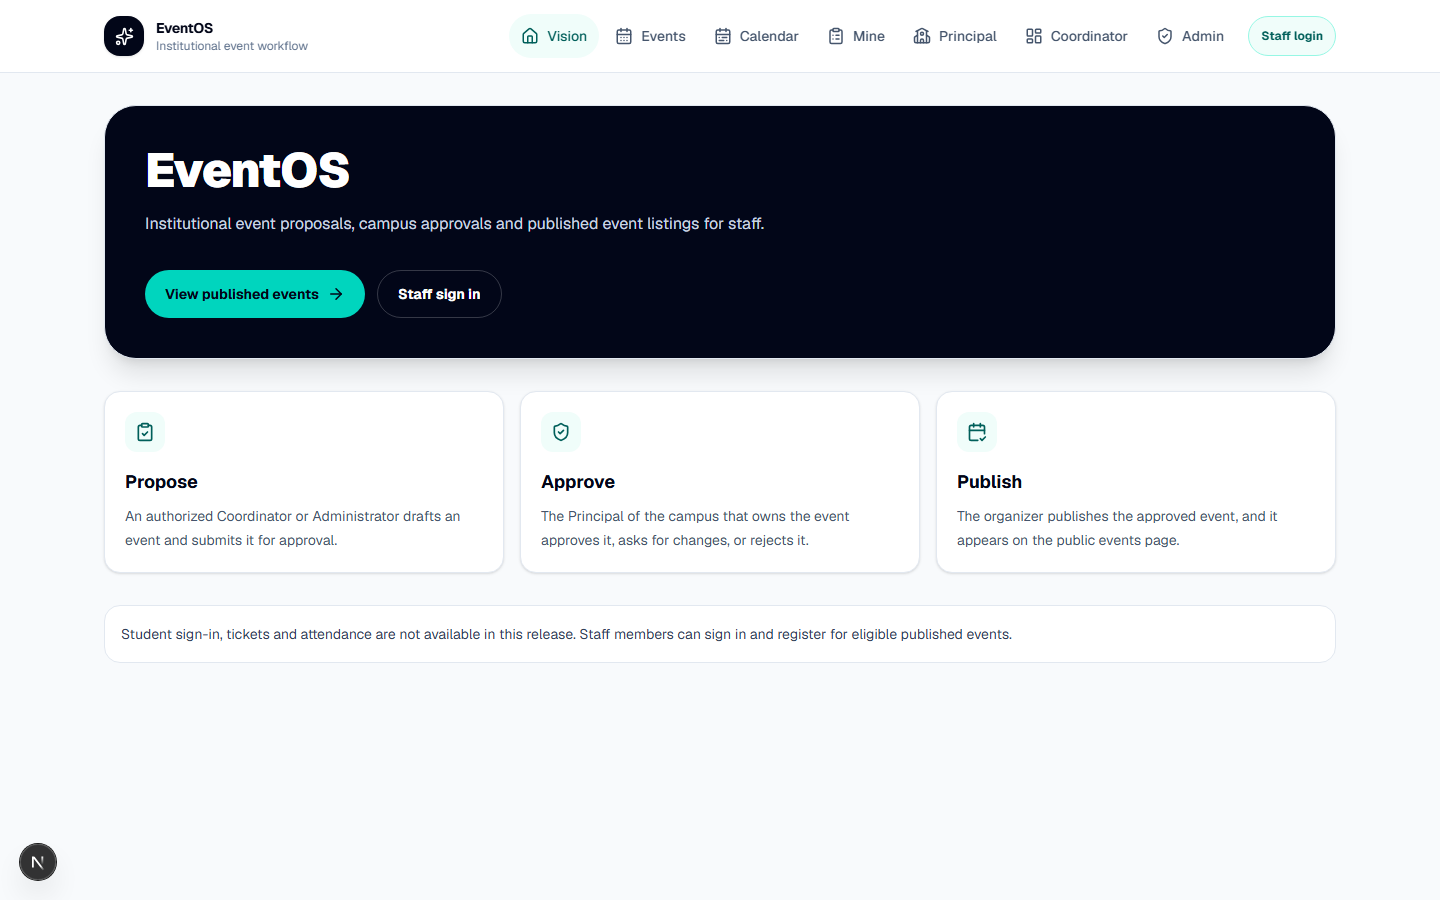 EventOS
Institutional event workflow
Vision
Events
Calendar
Mine
Principal
Coordinator
Admin
Staff login
EventOS
Institutional event proposals, campus approvals and published event listings for staff.
View published events
Staff sign in
Propose
An authorized Coordinator or Administrator drafts an
event and submits it for approval.
Approve
The Principal of the campus that owns the event
approves it, asks for changes, or rejects it.
Publish
The organizer publishes the approved event, and it
appears on the public events page.
Student sign-in, tickets and attendance are not available in this release. Staff members can sign in and register for eligible published events.
N